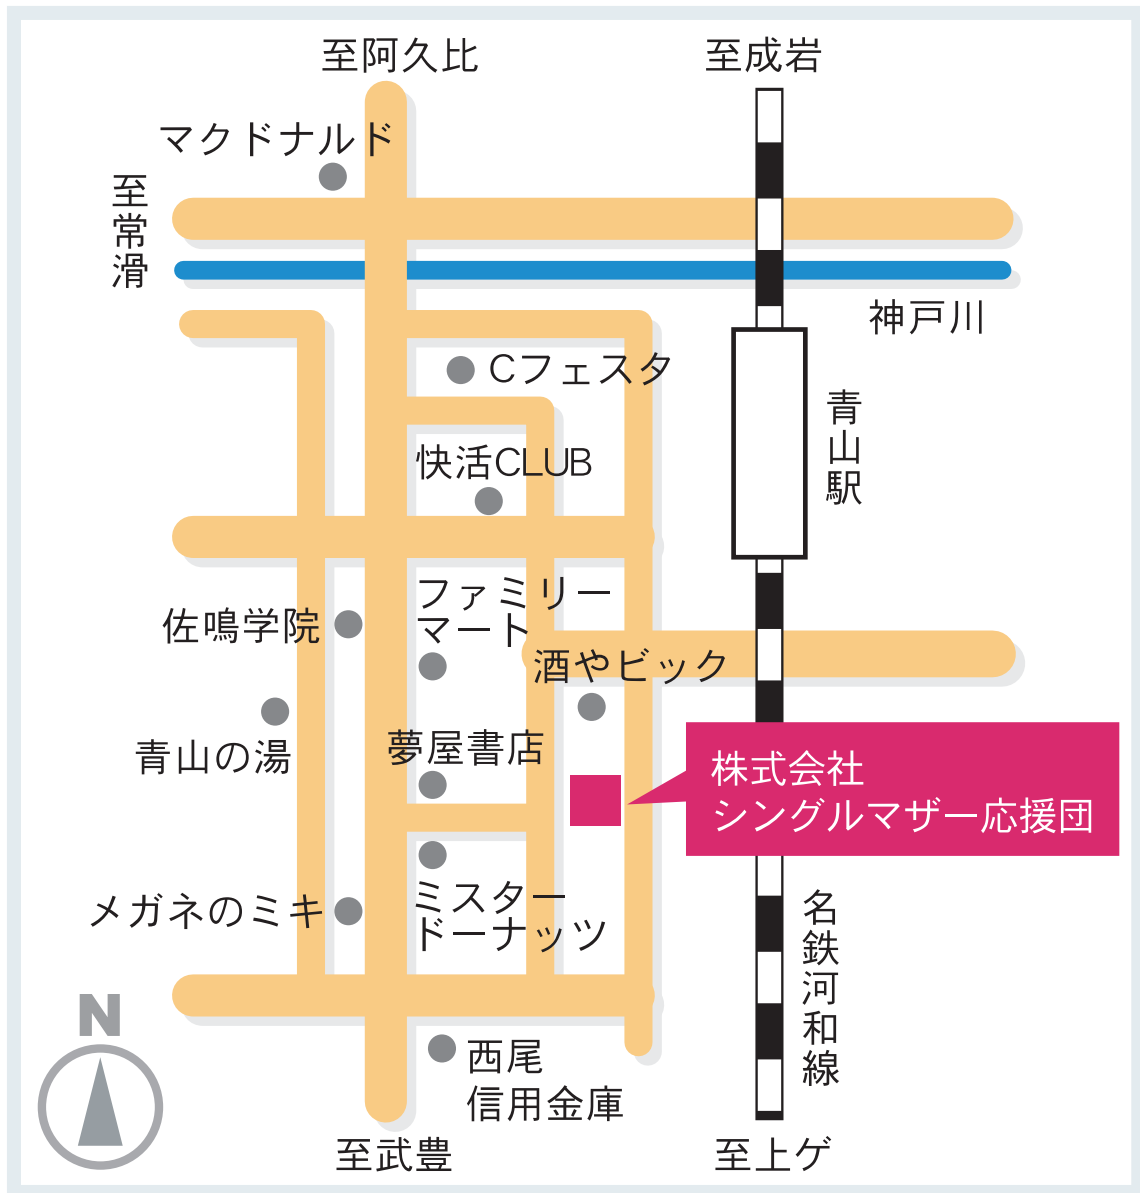 至阿久比
至成岩
マクドナルド
至常滑
神戸川
Cフェスタ
青山駅
快活CLUB
ファミリー
マート
佐鳴学院
酒やビック
青山の湯
夢屋書店
株式会社
シングルマザー応援団
メガネのミキ
ミスター
ドーナッツ
名鉄河和線
N
西尾
信用金庫
至武豊
至上ゲ